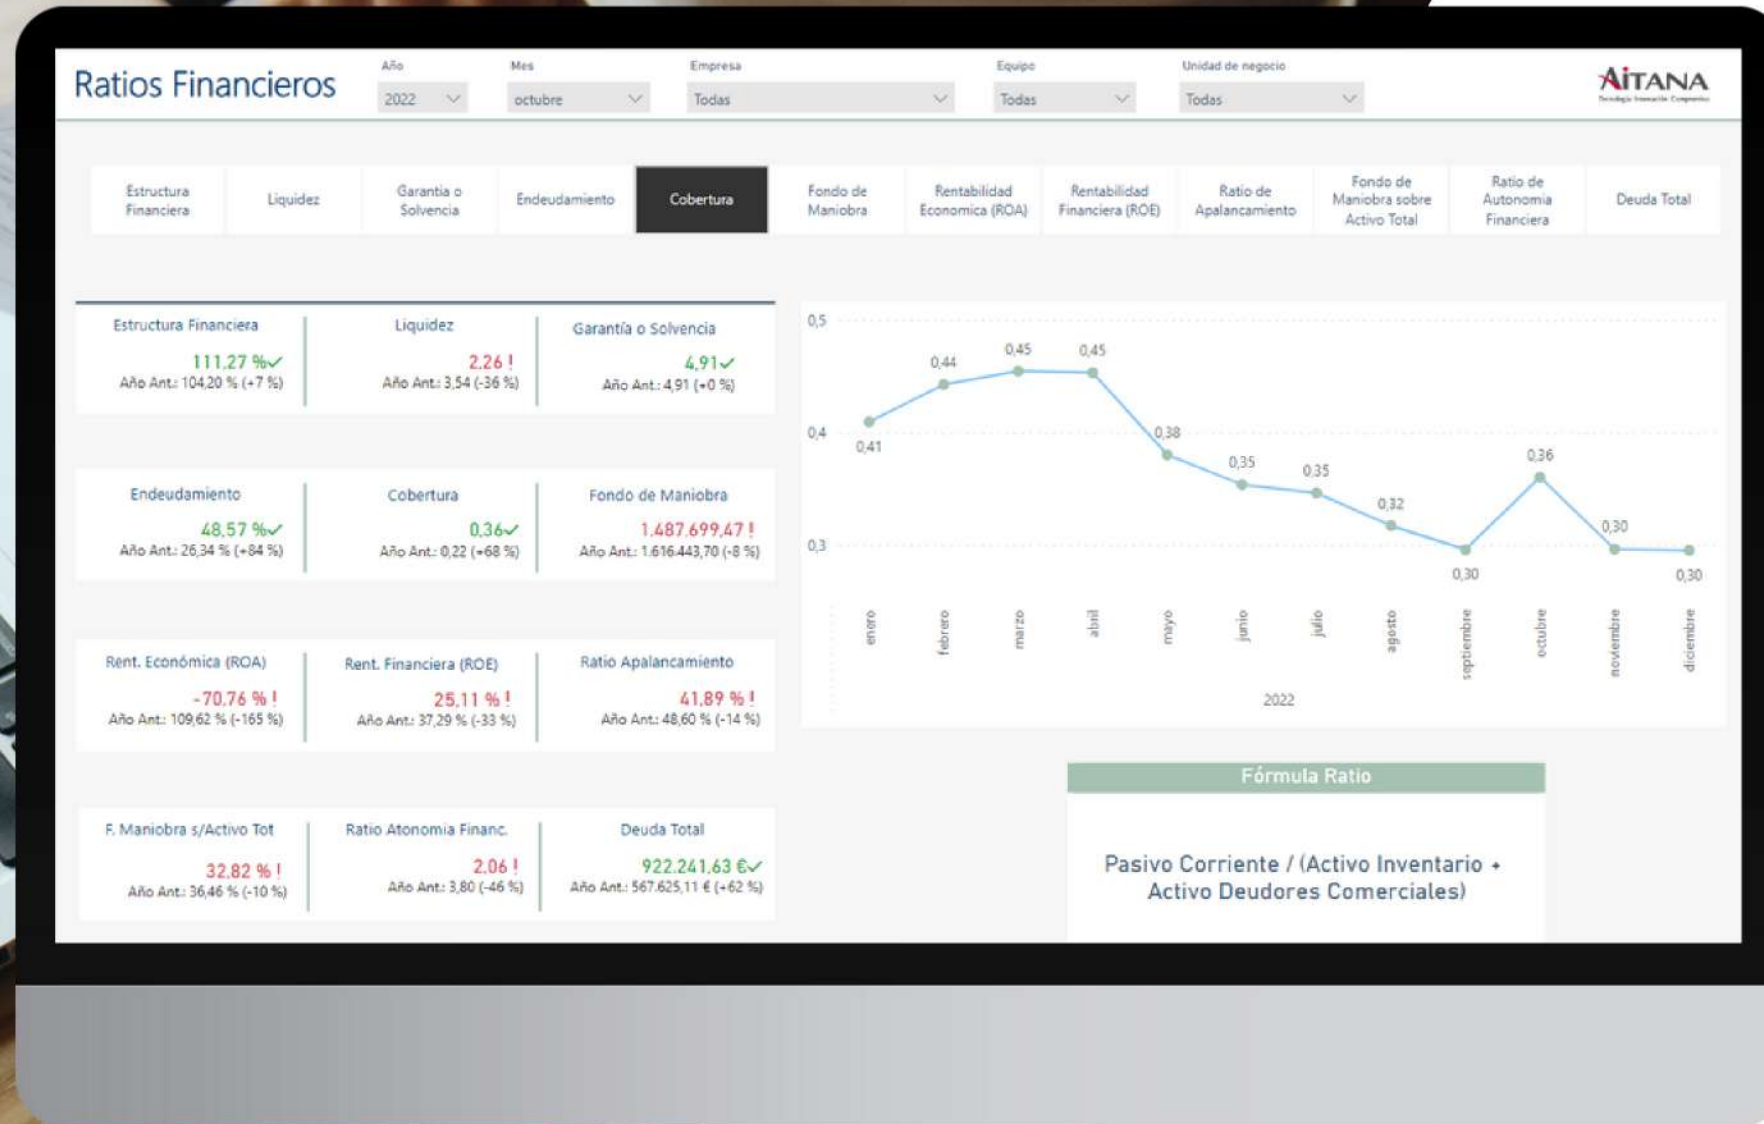 Ratios Financieros
Año
2022
Mes
octubre
Empresa
Todas
Equipo
Todas
Unidad de negocio
Todas
AiTANA
Tecnología Innovación Compromiso
Estructura
Financiera
Liquidez
Garantia o
Solvencia
Endeudamiento
Cobertura
Fondo de
Maniobra
Rentabilidad
Economica (ROA)
Rentabilidad
Financiera (ROE)
Ratio de
Apalancamiento
Fondo de
Maniobra sobre
Activo Total
Ratio de
Autonomia
Financiera
Deuda Total
Estructura Financiera
111,27 %✓
Año Ant.: 104,20 % (+7 %)
Liquidez
2,26 !
Año Ant.: 3,54 (-36 %)
Garantía o Solvencia
4,91✓
Año Ant.: 4,91 (+0 %)
Endeudamiento
48,57 %✓
Año Ant.: 26,34 % (+84 %)
Cobertura
0,36✓
Año Ant.: 0,22 (+68 %)
Fondo de Maniobra
1.487.699,47 !
Año Ant.: 1.616.443,70 (-8 %)
Rent. Económica (ROA)
-70,76 % !
Año Ant.: 109,62 % (-165 %)
Rent. Financiera (ROE)
25,11 % !
Año Ant.: 37,29 % (-33 %)
Ratio Apalancamiento
41,89 % !
Año Ant.: 48,60 % (-14 %)
F. Maniobra s/Activo Tot
32,82 % !
Año Ant.: 36,46 % (-10 %)
Ratio Atonomia Financ.
2,06 !
Año Ant.: 3,80 (-46 %)
Deuda Total
922.241,63 €✓
Año Ant.: 567.625,11 € (+62 %)
0,5
0,4
0,3
0,41
0,44
0,45
0,45
0,38
0,35
0,35
0,32
0,30
0,36
0,30
0,30
enero
febrero
marzo
abril
mayo
junio
julio
agosto
septiembre
octubre
noviembre
diciembre
2022
Fórmula Ratio
Pasivo Corriente / (Activo Inventario +
Activo Deudores Comerciales)